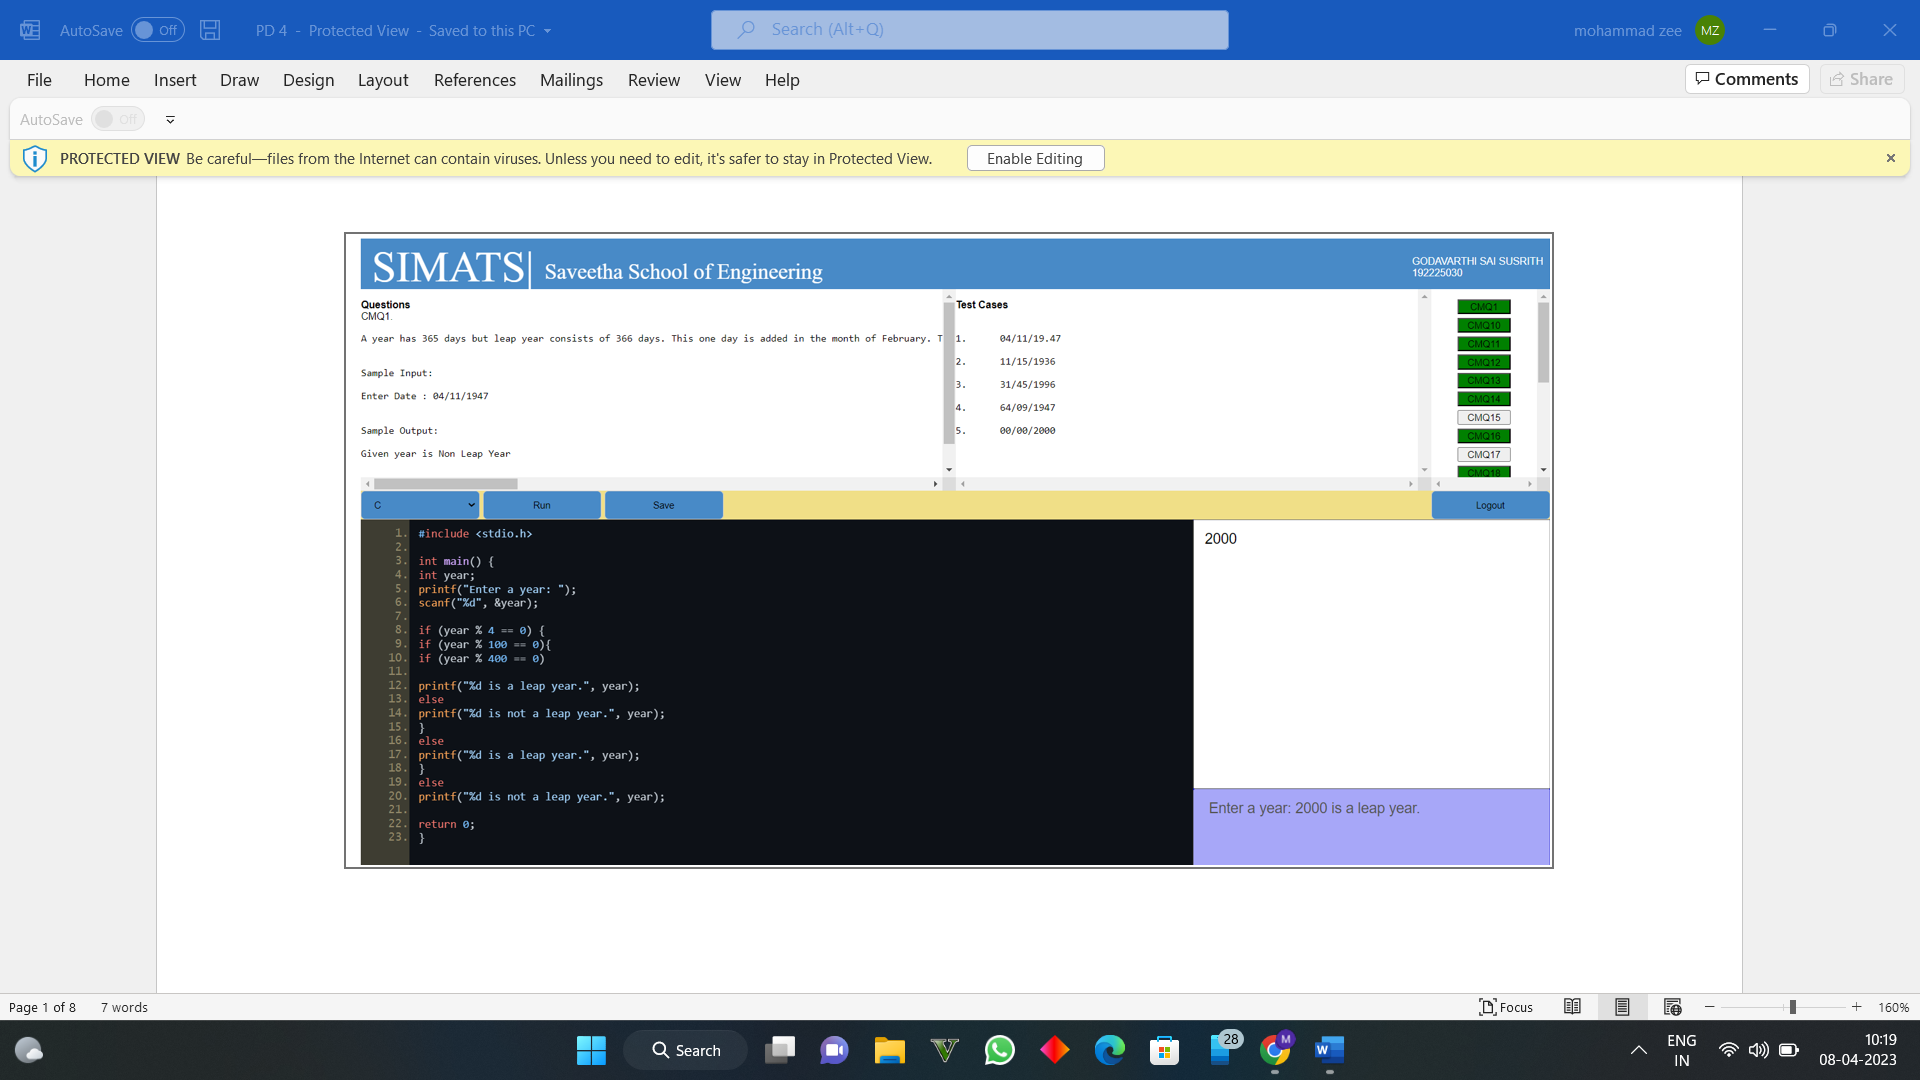 AutoSave Off PD 4 - Protected View - Saved to this PC Search (Alt+Q) mohammad zee MZ
File Home Insert Draw Design Layout References Mailings Review View Help Comments Share
AutoSave Off
PROTECTED VIEW Be careful—files from the Internet can contain viruses. Unless you need to edit, it's safer to stay in Protected View. Enable Editing
SIMATS| Saveetha School of Engineering
GODAVARTHI SAI SUSRITH
192225030
Questions
CMQ1.
A year has 365 days but leap year consists of 366 days. This one day is added in the month of February. T
Sample Input:
Enter Date : 04/11/1947
Sample Output:
Given year is Non Leap Year
Test Cases
1. 04/11/19.47
2. 11/15/1936
3. 31/45/1996
4. 64/09/1947
5. 00/00/2000
CMQ1
CMQ10
CMQ11
CMQ12
CMQ13
CMQ14
CMQ15
CMQ16
CMQ17
CMQ18
C Run Save Logout
1. #include <stdio.h>
2.
3. int main() {
4. int year;
5. printf("Enter a year: ");
6. scanf("%d", &year);
7.
8. if (year % 4 == 0) {
9. if (year % 100 == 0){
10. if (year % 400 == 0)
11.
12. printf("%d is a leap year.", year);
13. else
14. printf("%d is not a leap year.", year);
15. }
16. else
17. printf("%d is a leap year.", year);
18. }
19. else
20. printf("%d is not a leap year.", year);
21.
22. return 0;
23. }
2000
Enter a year: 2000 is a leap year.
Page 1 of 8 7 words Focus 160%
Search 28 M W ENG
IN
10:19
08-04-2023